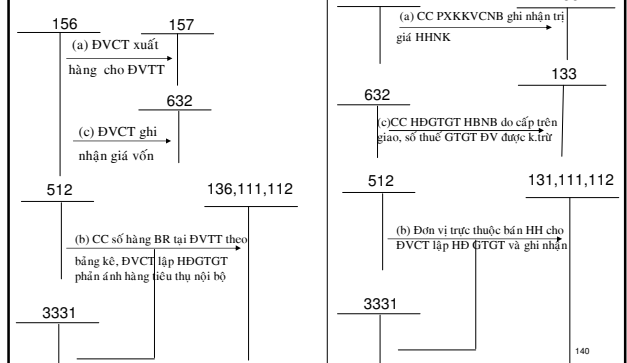 156
157
(a) ĐVCT xuất
hàng cho ĐVTT
632
(c) ĐVCT ghi
nhận giá vốn
512
136,111,112
(b) CC số hàng BR tại ĐVTT theo
bảng kê, ĐVCT lập HĐGTGT
phản ánh hàng tiêu thụ nội bộ
3331
(a) CC PXKKVCNB ghi nhận trị
giá HHNK
133
632
(c)CC HĐGTGT HBNB do cấp trên
giao, số thuế GTGT ĐV được k.trừ
512
131,111,112
(b) Đơn vị trực thuộc bán HH cho
ĐVCT lập HĐ GTGT và ghi nhận
3331
140